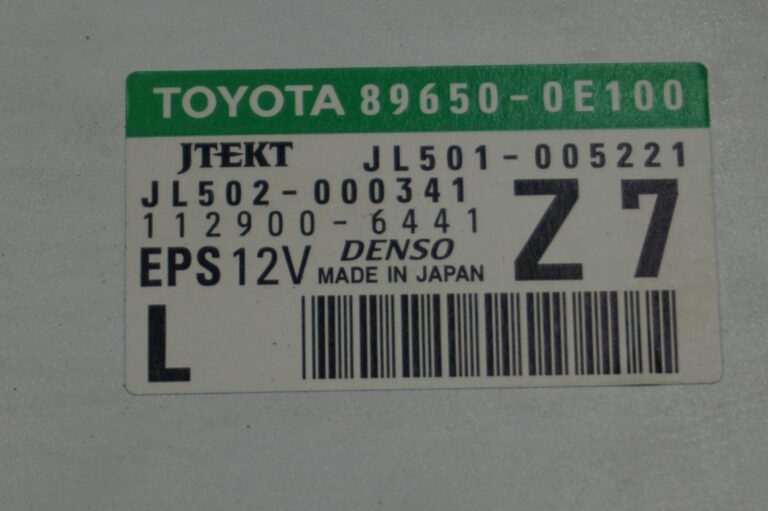 TOYOTA 89650-0E100
JTEKT JL501-005221
JL502-000341
112900-6441
Z7
EPS 12V DENSO
MADE IN JAPAN
L